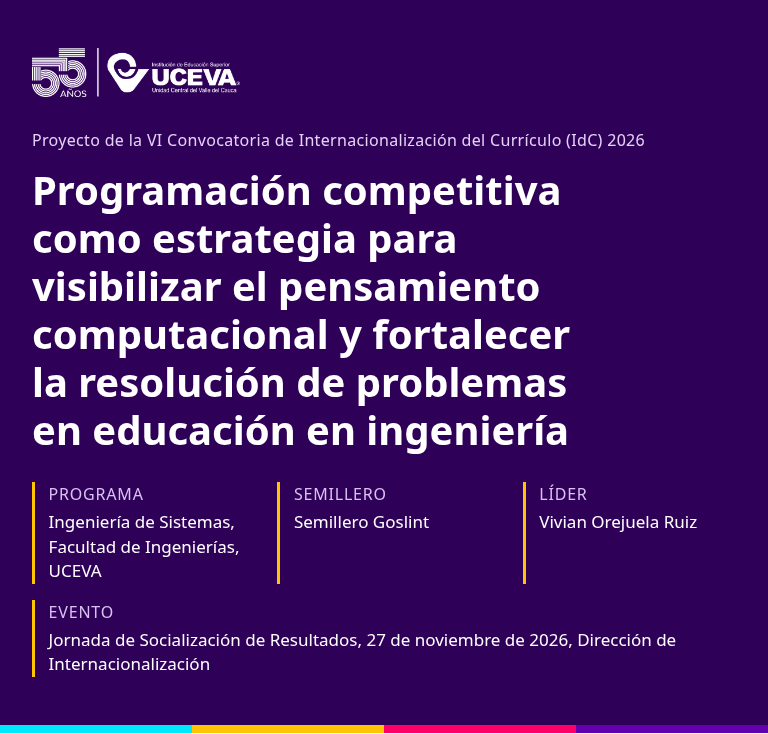 55 AÑOS
Institución de Educación Superior
UCEVA
Unidad Central del Valle del Cauca
Proyecto de la VI Convocatoria de Internacionalización del Currículo (IdC) 2026
Programación competitiva
como estrategia para
visibilizar el pensamiento
computacional y fortalecer
la resolución de problemas
en educación en ingeniería
PROGRAMA
Ingeniería de Sistemas,
Facultad de Ingenierías,
UCEVA
SEMILLERO
Semillero Goslint
LÍDER
Vivian Orejuela Ruiz
EVENTO
Jornada de Socialización de Resultados, 27 de noviembre de 2026, Dirección de
Internacionalización